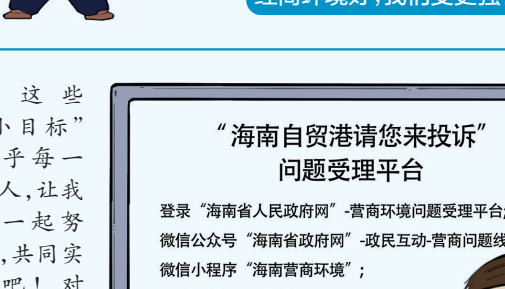 这些
小目标”
乎每一
人,让我
一起努
,共同实
吧！对
“海南自贸港请您来投诉”
问题受理平台
登录“海南省人民政府网”-营商环境问题受理平台;
微信公众号“海南省政府网”-政民互动-营商问题线
微信小程序“海南营商环境”;